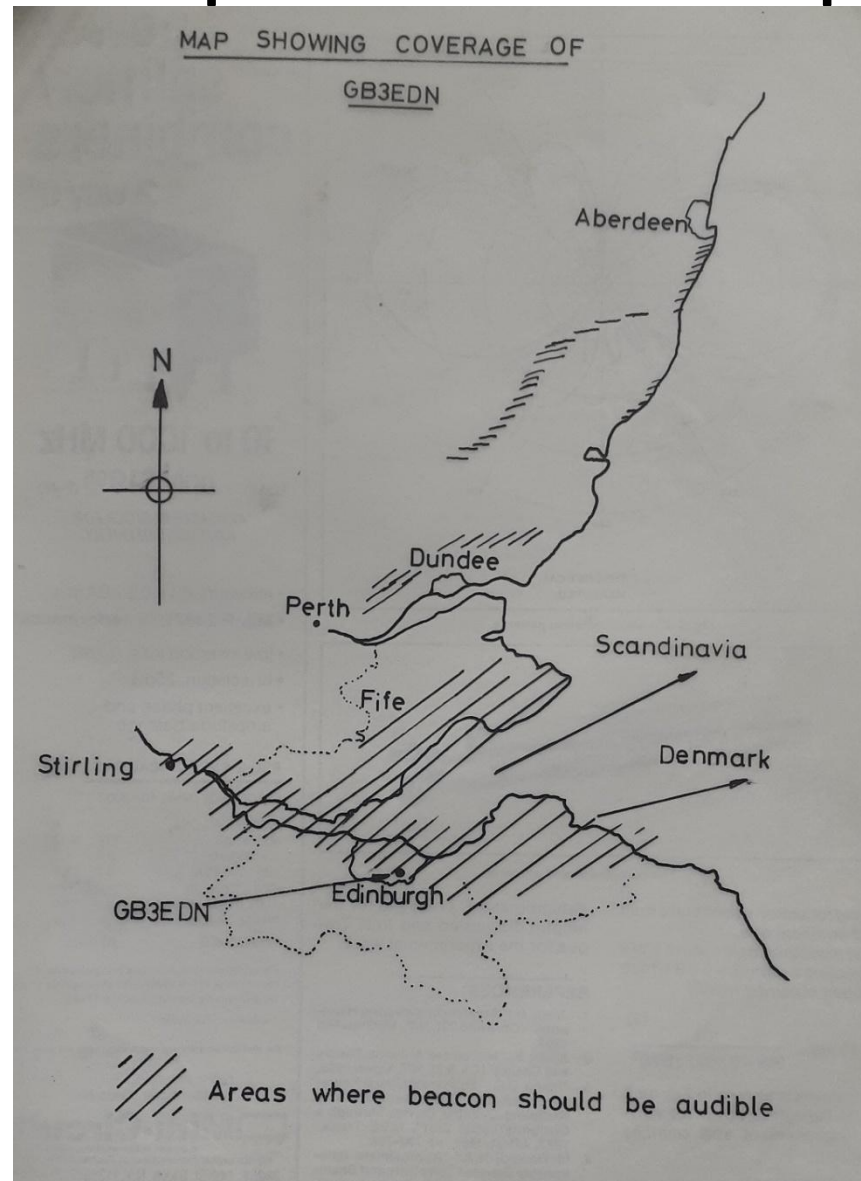 MAP SHOWING COVERAGE OF
GB3EDN
Aberdeen
N
Dundee
Perth
Scandinavia
Fife
Denmark
Stirling
Edinburgh
GB3EDN
Areas where beacon should be audible